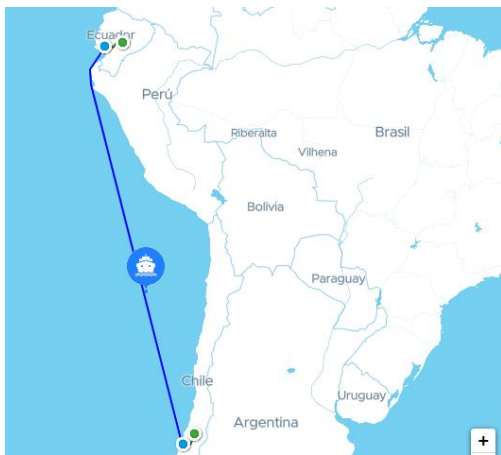 Ecuador
Perú
Brasil
Riberalta
Vilhena
Bolivia
Paraguay
Chile
Uruguay
Argentina
+